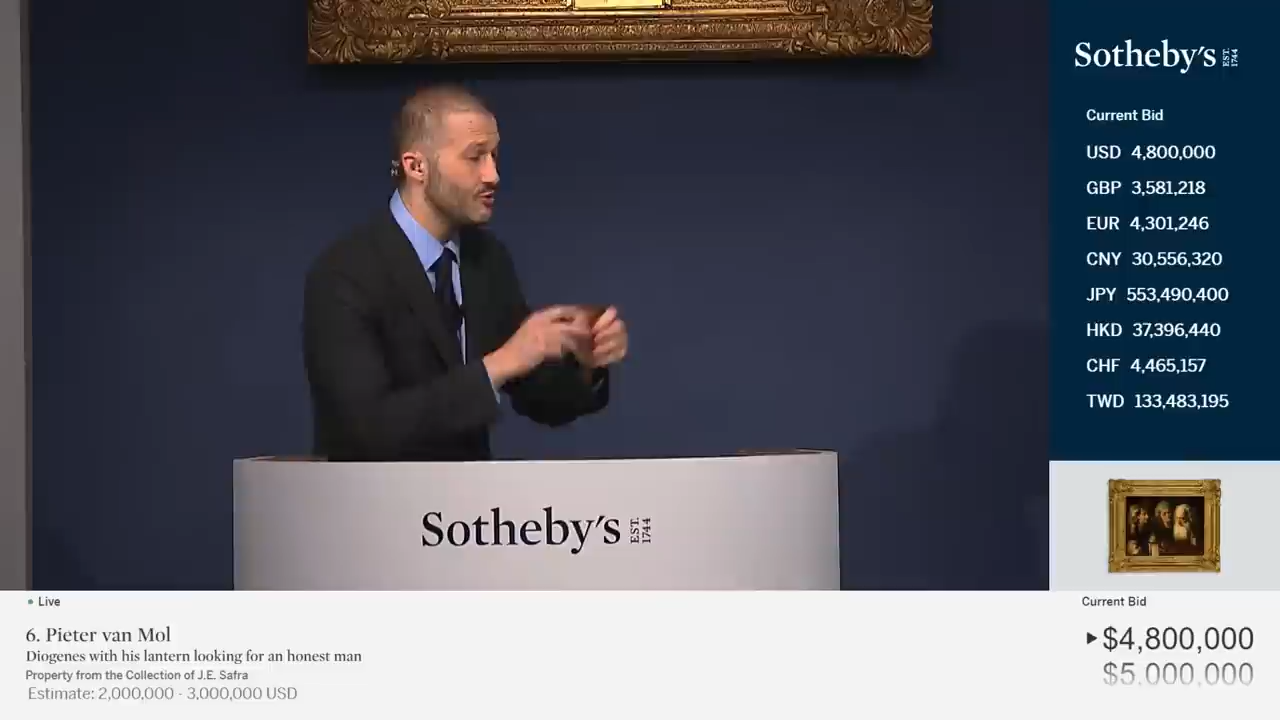 Sotheby's EST. 1744
Current Bid
USD 4,800,000
GBP 3,581,218
EUR 4,301,246
CNY 30,556,320
JPY 553,490,400
HKD 37,396,440
CHF 4,465,157
TWD 133,483,195
Sotheby's EST. 1744
Live
6. Pieter van Mol
Diogenes with his lantern looking for an honest man
Property from the Collection of J.E. Safra
Estimate: 2,000,000 - 3,000,000 USD
Current Bid
$4,800,000
$5,000,000